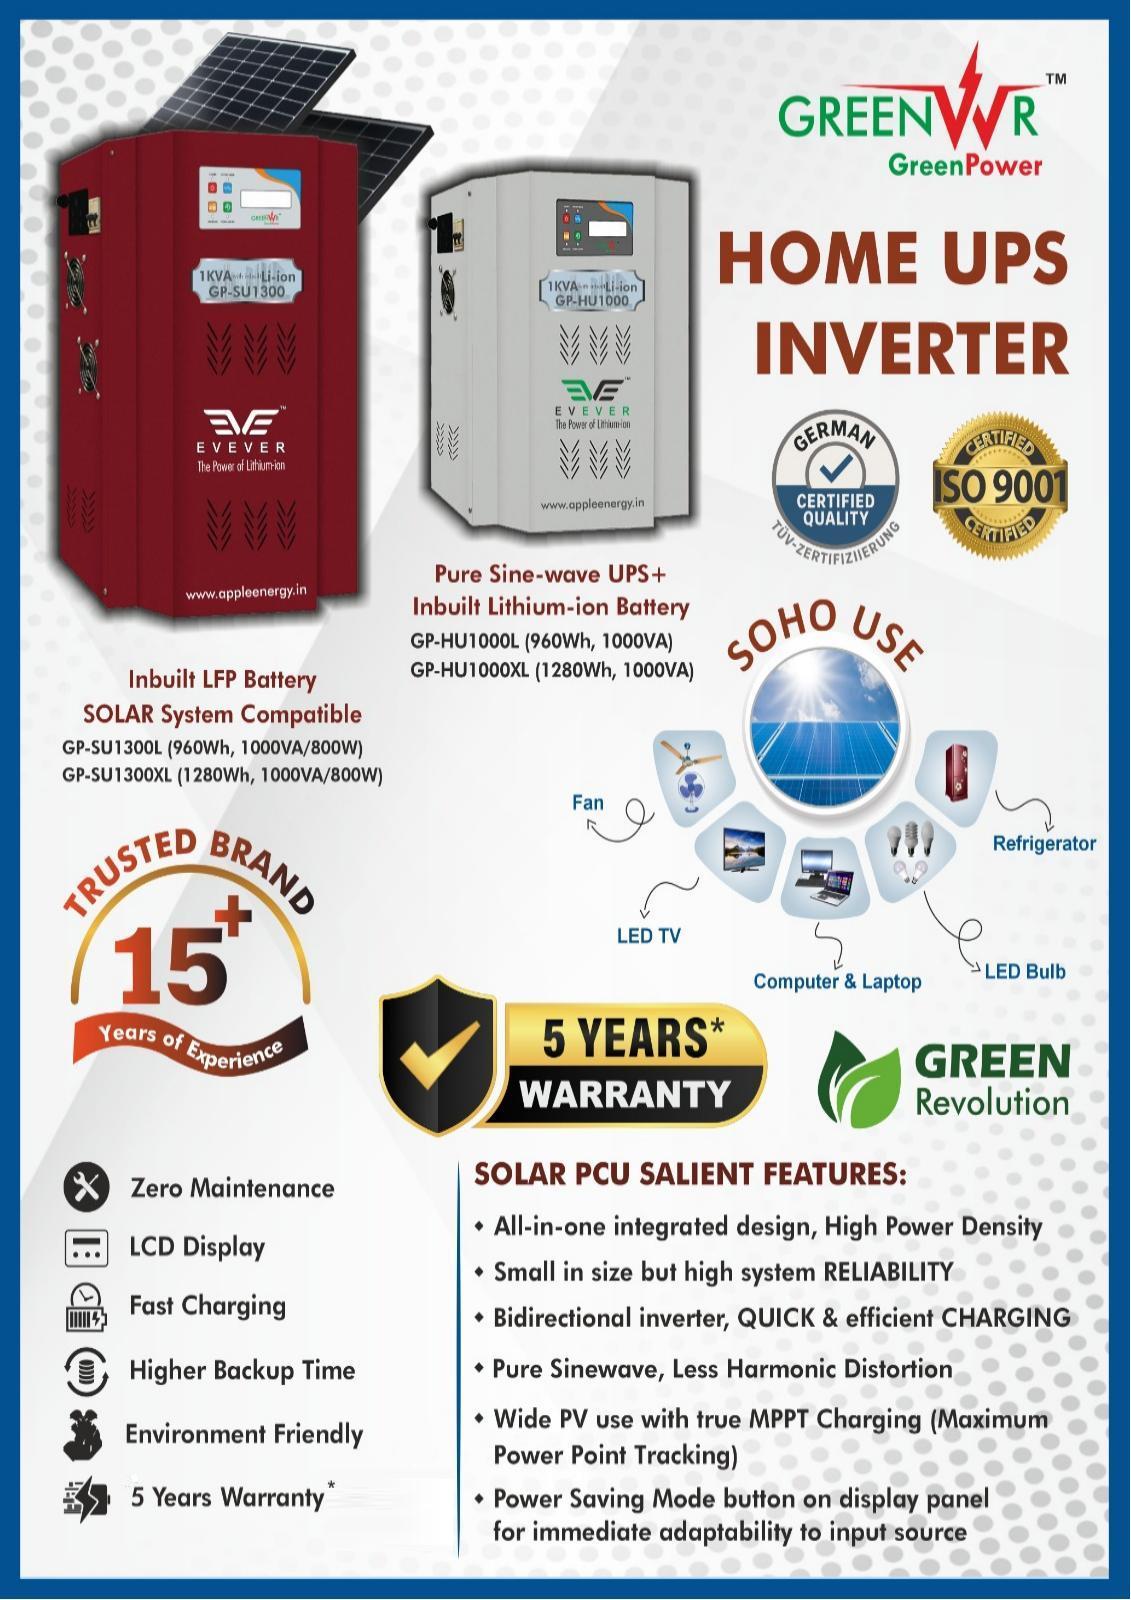 GREENWR™
GreenPower
HOME UPS
INVERTER
GREENWR
1KVA Li-ion
GP-SU1300
EVEVER™
The Power of Lithium-ion
www.appleenergy.in
1KVA Li-ion
GP-HU1000
EVEVER™
The Power of Lithium-ion
www.appleenergy.in
GERMAN
CERTIFIED
QUALITY
TÜV-ZERTIFIZIIERUNG
CERTIFIED
ISO 9001
CERTIFIED
Pure Sine-wave UPS+
Inbuilt Lithium-ion Battery
GP-HU1000L (960Wh, 1000VA)
GP-HU1000XL (1280Wh, 1000VA)
Inbuilt LFP Battery
SOLAR System Compatible
GP-SU1300L (960Wh, 1000VA/800W)
GP-SU1300XL (1280Wh, 1000VA/800W)
SOHO USE
Fan
Refrigerator
LED TV
LED Bulb
Computer & Laptop
TRUSTED BRAND
15+
Years of Experience
5 YEARS*
WARRANTY
GREEN
Revolution
Zero Maintenance
LCD Display
Fast Charging
Higher Backup Time
Environment Friendly
5 Years Warranty*
SOLAR PCU SALIENT FEATURES:
• All-in-one integrated design, High Power Density
• Small in size but high system RELIABILITY
• Bidirectional inverter, QUICK & efficient CHARGING
• Pure Sinewave, Less Harmonic Distortion
• Wide PV use with true MPPT Charging (Maximum
Power Point Tracking)
• Power Saving Mode button on display panel
for immediate adaptability to input source